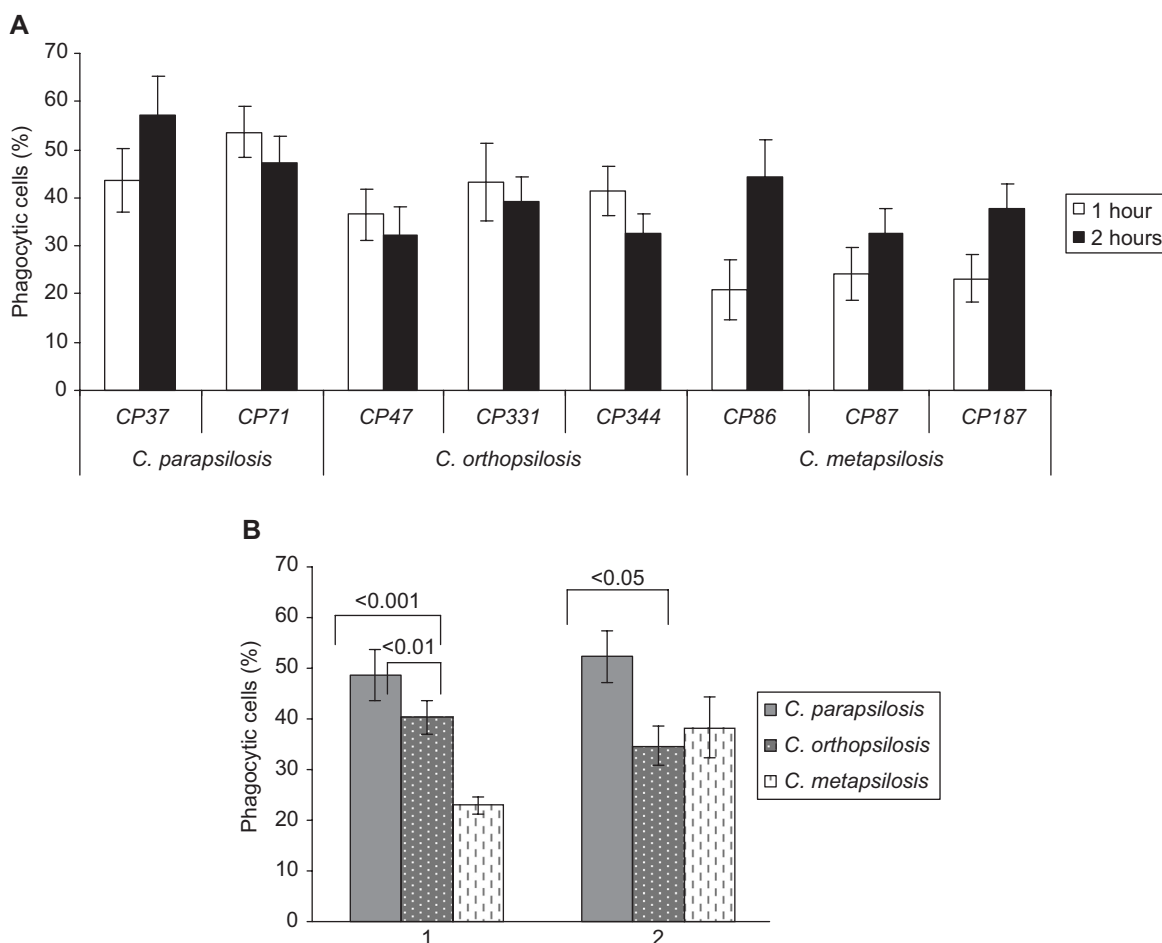 A
Phagocytic cells (%)
70
60
50
40
30
20
10
0
CP37 CP71 CP47 CP331 CP344 CP86 CP87 CP187
C. parapsilosis C. orthopsilosis C. metapsilosis
1 hour
2 hours
B
Phagocytic cells (%)
70
60
50
40
30
20
10
0
<0.001
<0.01
<0.05
1 2
C. parapsilosis
C. orthopsilosis
C. metapsilosis